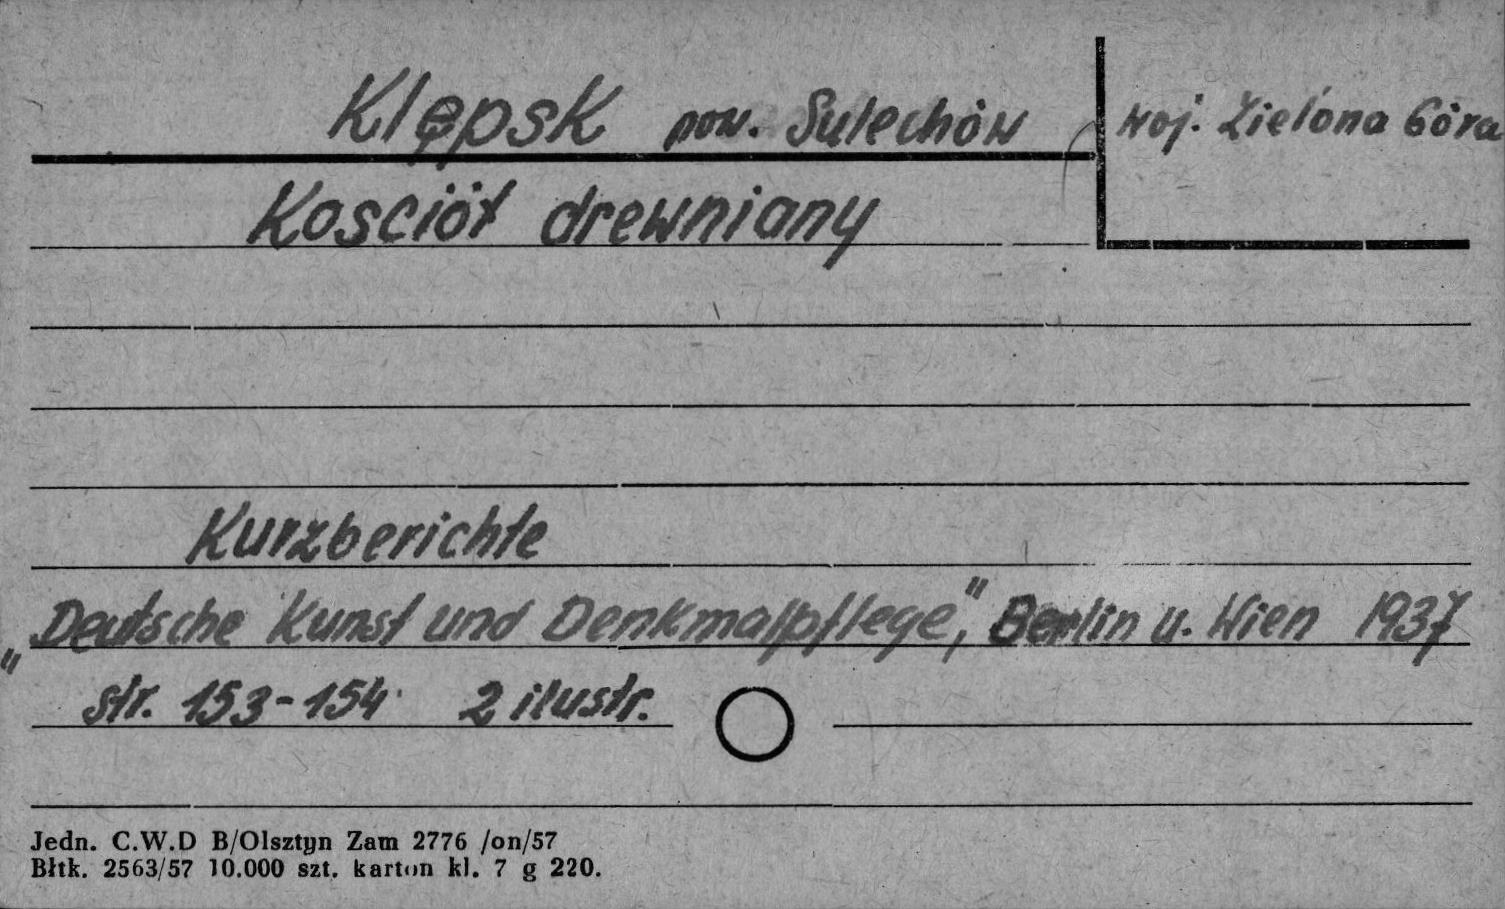 Klępsk pow. Sulechów
woj. Zielona Góra
Kosciół drewniany
Kurzberichte
„Deutsche Kunst und Denkmalpflege”, Berlin u. Wien 1937
str. 153-154 2 ilustr.
Jedn. C.W.D B/Olsztyn Zam 2776 /on/57
Błtk. 2563/57 10.000 szt. karton kl. 7 g 220.